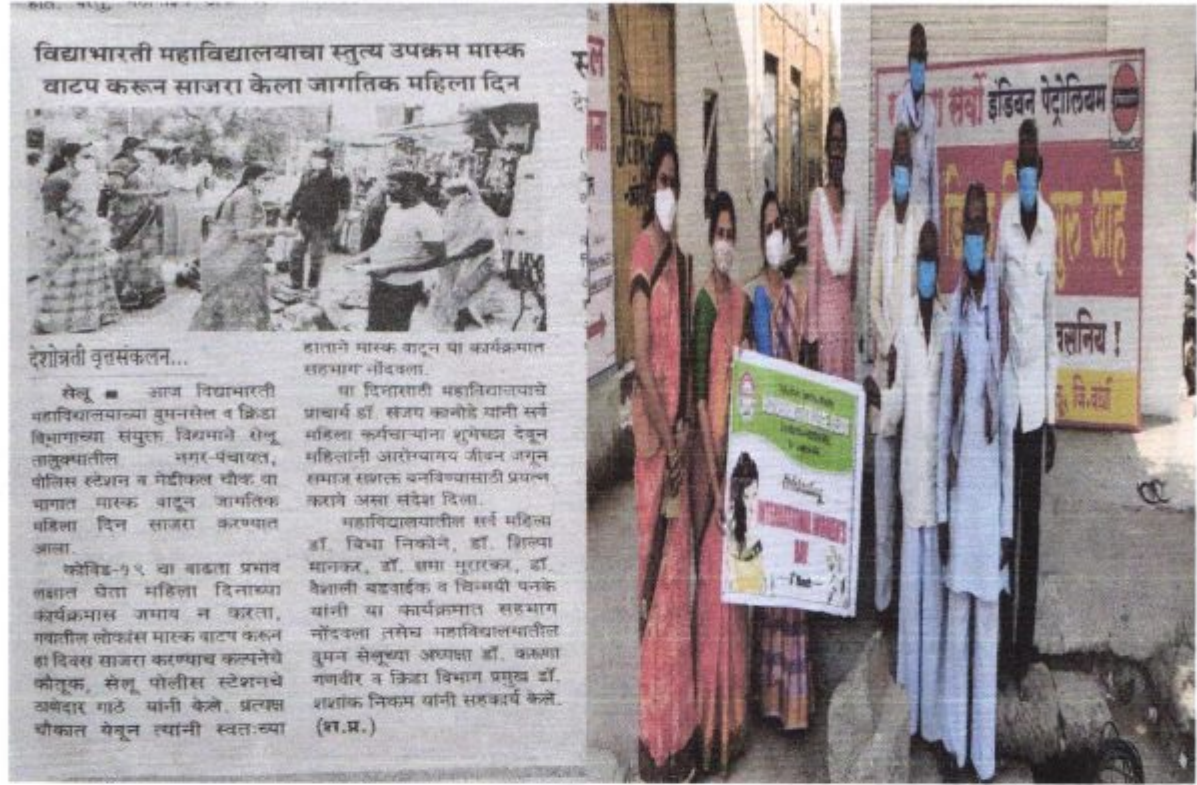 विद्याभारती महाविद्यालयाचा स्तुत्य उपक्रम मास्क
वाटप करून साजरा केला जागतिक महिला दिन
देशोन्नती वृत्तसंकलन...
सेलू ■ आज विद्याभारती
महाविद्यालयाच्या वुमनसेल व क्रिडा
विभागाच्या संयुक्त विद्यमाने सेलू
तालुक्यातील नगर-पंचायत,
पोलिस स्टेशन व मेडीकल चौक या
भागात मास्क वाटून जागतिक
महिला दिन साजरा करण्यात
आला.
कोविड-१९ चा वाढता प्रभाव
लक्षात घेता महिला दिनाच्या
कार्यक्रमास जमाव न करता,
गावातील लोकांस मास्क वाटप करून
हा दिवस साजरा करण्याच कल्पनेचे
कौतूक, सेलू पोलीस स्टेशनचे
ठाणेदार गाठे यांनी केले. प्रत्यक्ष
चौकात येवून त्यांनी स्वतःच्या
हाताने मास्क वाटून या कार्यक्रमात
सहभाग नोंदवला.
या दिनासाठी महाविद्यालयाचे
प्राचार्य डॉ. संजय कानोडे यांनी सर्व
महिला कर्मचाऱ्यांना शुभेच्छा देवून
महिलांनी आरोग्यमय जीवन जगून
समाज सशक्त बनविण्यासाठी प्रयत्न
करावे असा संदेश दिला.
महाविद्यालयातील सर्व महिला
डॉ. विभा निकोने, डॉ. शिल्पा
मानकर, डॉ. क्षमा मुरारकर, डॉ.
वैशाली बडवाईक व चिन्मयी पनके
यांनी या कार्यक्रमात सहभाग
नोंदवला तसेच महाविद्यालयातील
वुमन सेलूच्या अध्यक्षा डॉ. करूणा
गणवीर व क्रिडा विभाग प्रमुख डॉ.
शशांक निकम यांनी सहकार्य केले.
(श.प्र.)
सर्वो इंडियन पेट्रोलियम
सुरु आहे
!
जि.वर्धा
INTERNATIONAL WOMEN'S
DAY